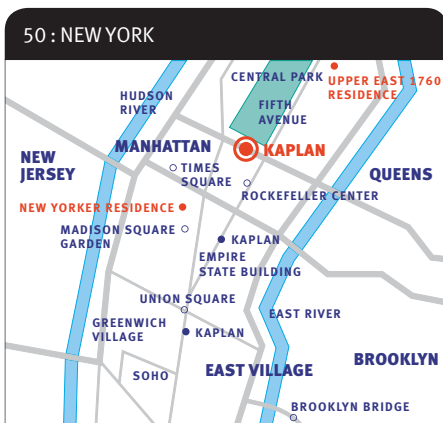 50 : NEW YORK
CENTRAL PARK
UPPER EAST 1760
RESIDENCE
HUDSON
RIVER
FIFTH
AVENUE
MANHATTAN
KAPLAN
NEW
JERSEY
TIMES
SQUARE
QUEENS
ROCKEFELLER CENTER
NEW YORKER RESIDENCE
MADISON SQUARE
GARDEN
KAPLAN
EMPIRE
STATE BUILDING
UNION SQUARE
EAST RIVER
GREENWICH
VILLAGE
KAPLAN
BROOKLYN
EAST VILLAGE
SOHO
BROOKLYN BRIDGE